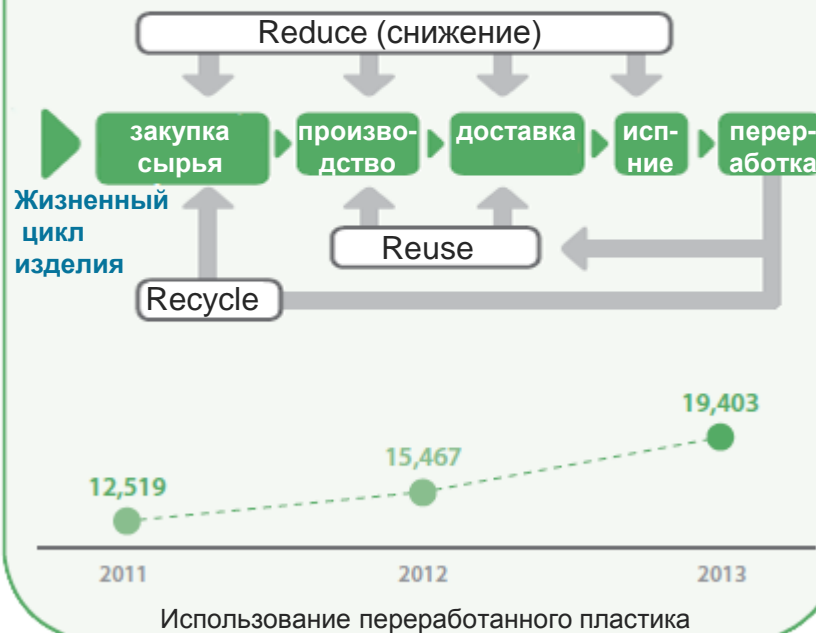 Reduce (снижение)
закупка
сырья
произво-
дство
доставка
исп-
ние
перер-
аботка
Жизненный
цикл
изделия
Reuse
Recycle
19,403
15,467
12,519
2011 2012 2013
Использование переработанного пластика